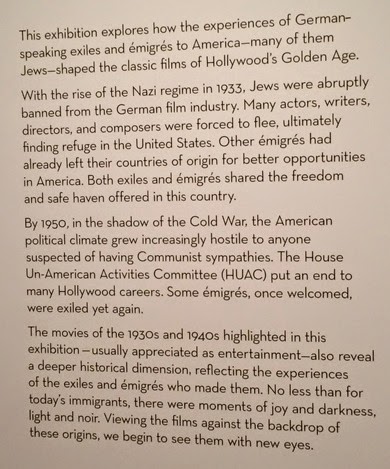 This exhibition explores how the experiences of German-
speaking exiles and émigrés to America—many of them
Jews—shaped the classic films of Hollywood's Golden Age.
With the rise of the Nazi regime in 1933, Jews were abruptly
banned from the German film industry. Many actors, writers,
directors, and composers were forced to flee, ultimately
finding refuge in the United States. Other émigrés had
already left their countries of origin for better opportunities
in America. Both exiles and émigrés shared the freedom
and safe haven offered in this country.
By 1950, in the shadow of the Cold War, the American
political climate grew increasingly hostile to anyone
suspected of having Communist sympathies. The House
Un-American Activities Committee (HUAC) put an end to
many Hollywood careers. Some émigrés, once welcomed,
were exiled yet again.
The movies of the 1930s and 1940s highlighted in this
exhibition—usually appreciated as entertainment—also reveal
a deeper historical dimension, reflecting the experiences
of the exiles and émigrés who made them. No less than for
today's immigrants, there were moments of joy and darkness,
light and noir. Viewing the films against the backdrop of
these origins, we begin to see them with new eyes.